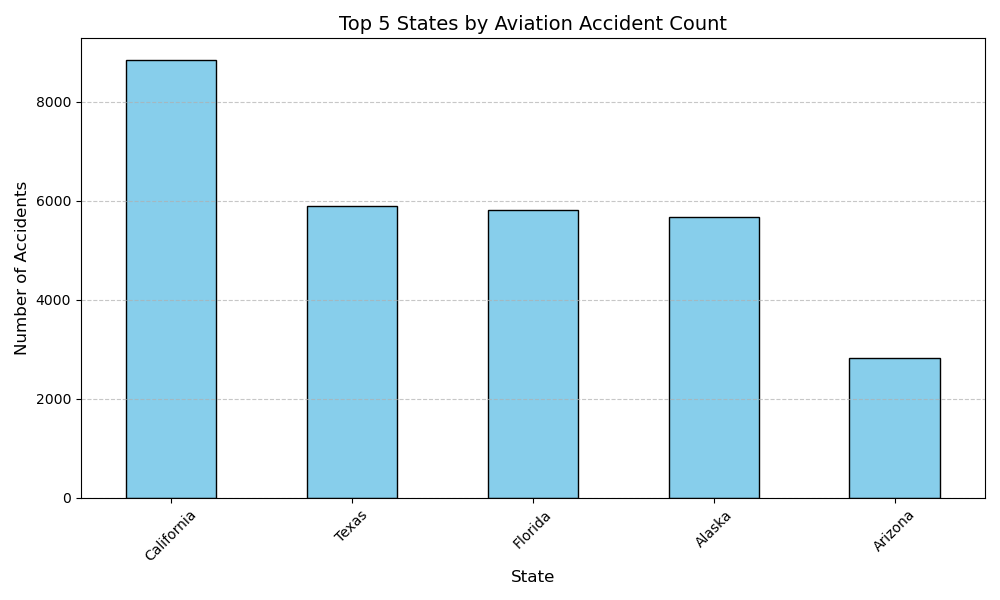 Top 5 States by Aviation Accident Count
Number of Accidents
8000
6000
4000
2000
0
California
Texas
Florida
Alaska
Arizona
State